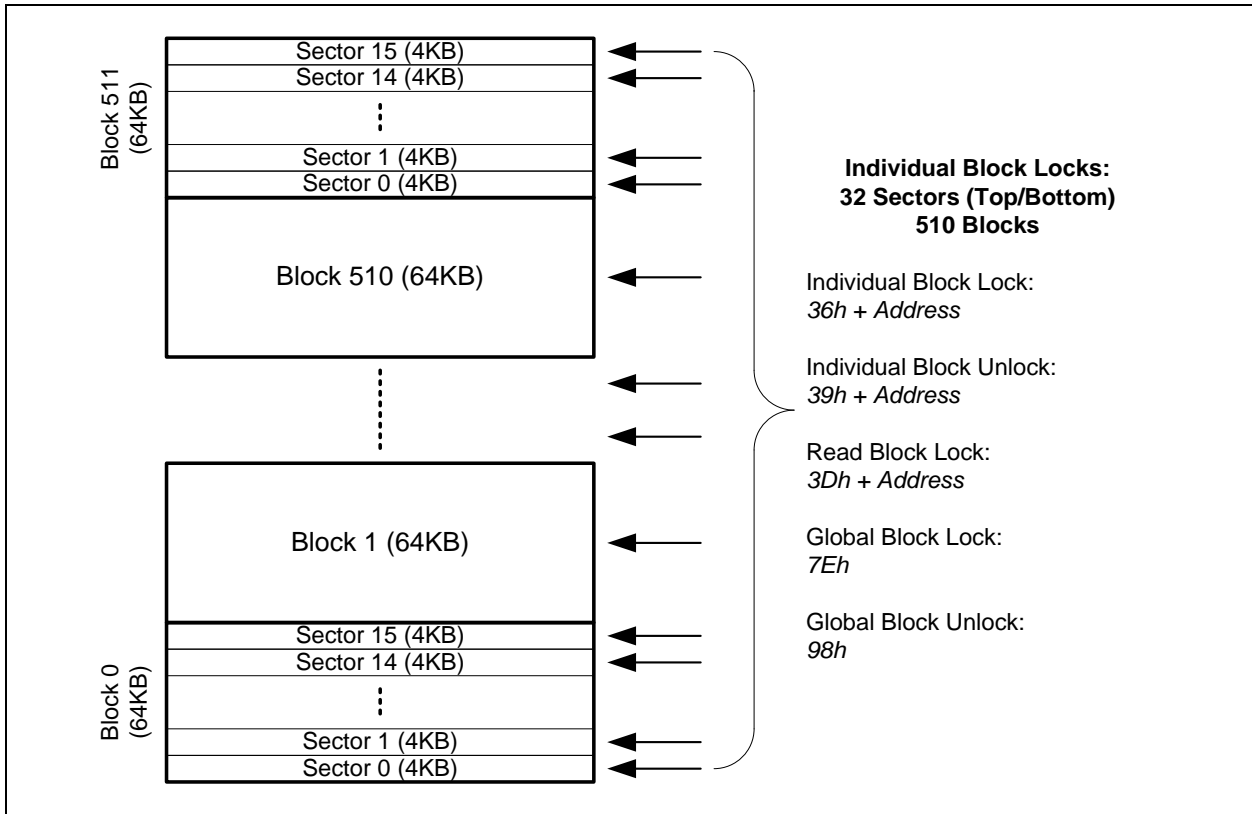 Block 511
(64KB)
Sector 15 (4KB)
Sector 14 (4KB)
Sector 1 (4KB)
Sector 0 (4KB)
Block 510 (64KB)
Block 1 (64KB)
Block 0
(64KB)
Sector 15 (4KB)
Sector 14 (4KB)
Sector 1 (4KB)
Sector 0 (4KB)
Individual Block Locks:
32 Sectors (Top/Bottom)
510 Blocks
Individual Block Lock:
36h + Address
Individual Block Unlock:
39h + Address
Read Block Lock:
3Dh + Address
Global Block Lock:
7Eh
Global Block Unlock:
98h